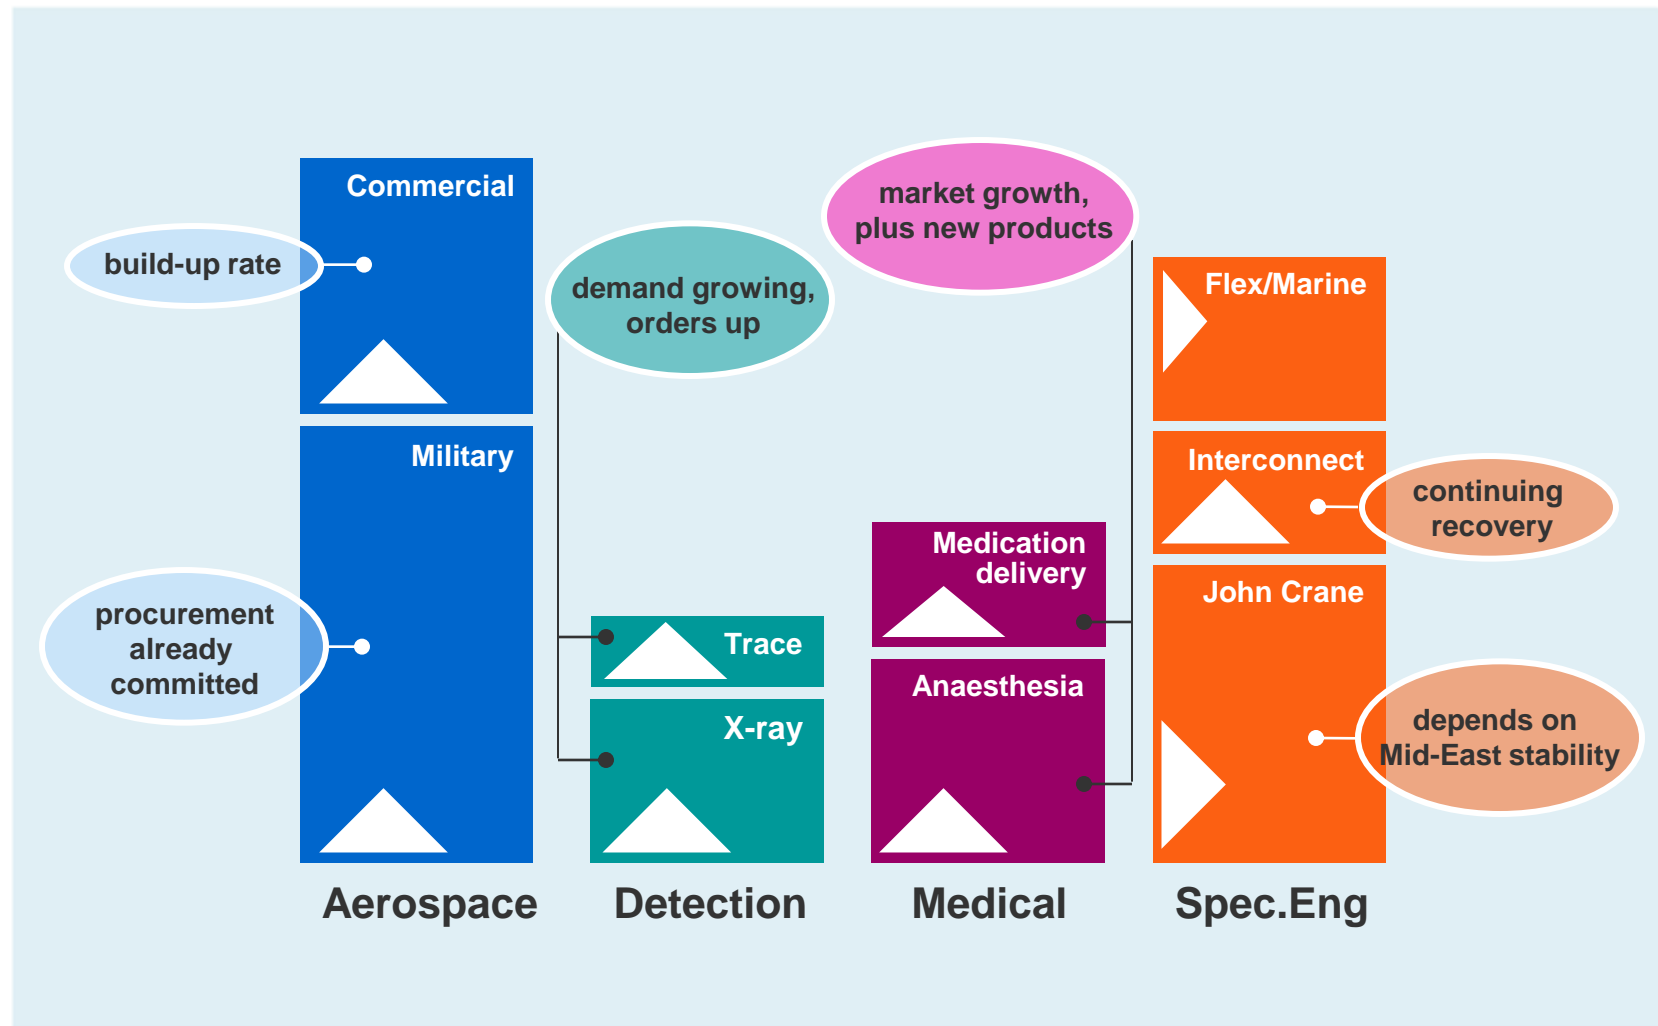 Commercial
build-up rate
Military
procurement
already
committed
demand growing,
orders up
Trace
X-ray
market growth,
plus new products
Medication
delivery
Anaesthesia
Flex/Marine
Interconnect
continuing
recovery
John Crane
depends on
Mid-East stability
Aerospace
Detection
Medical
Spec.Eng